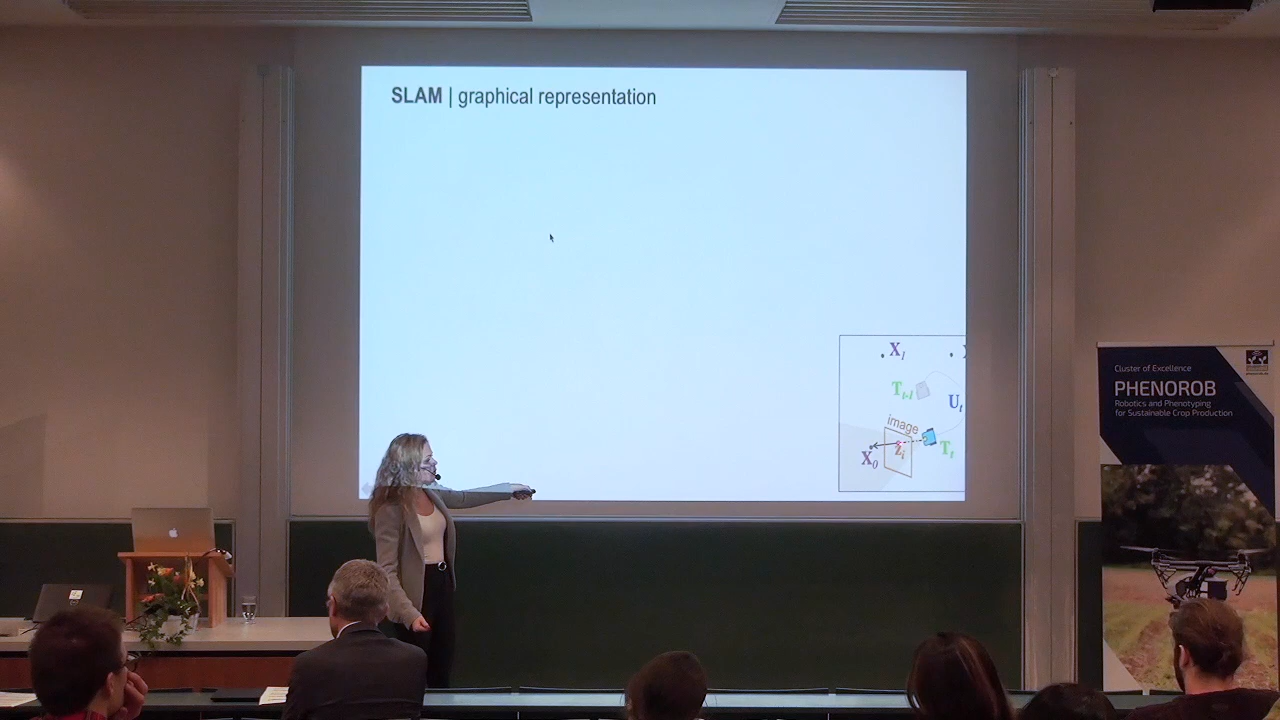 SLAM | graphical representation
X1
Tt-1
Ut
image
zi
Tt
X0
Cluster of Excellence
PHENOROB
Robotics and Phenotyping
for Sustainable Crop Production